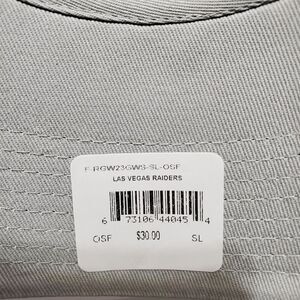 F-RGW23GWS-SL-OSF
LAS VEGAS RAIDERS
6 73106 44045 4
OSF $30.00 SL